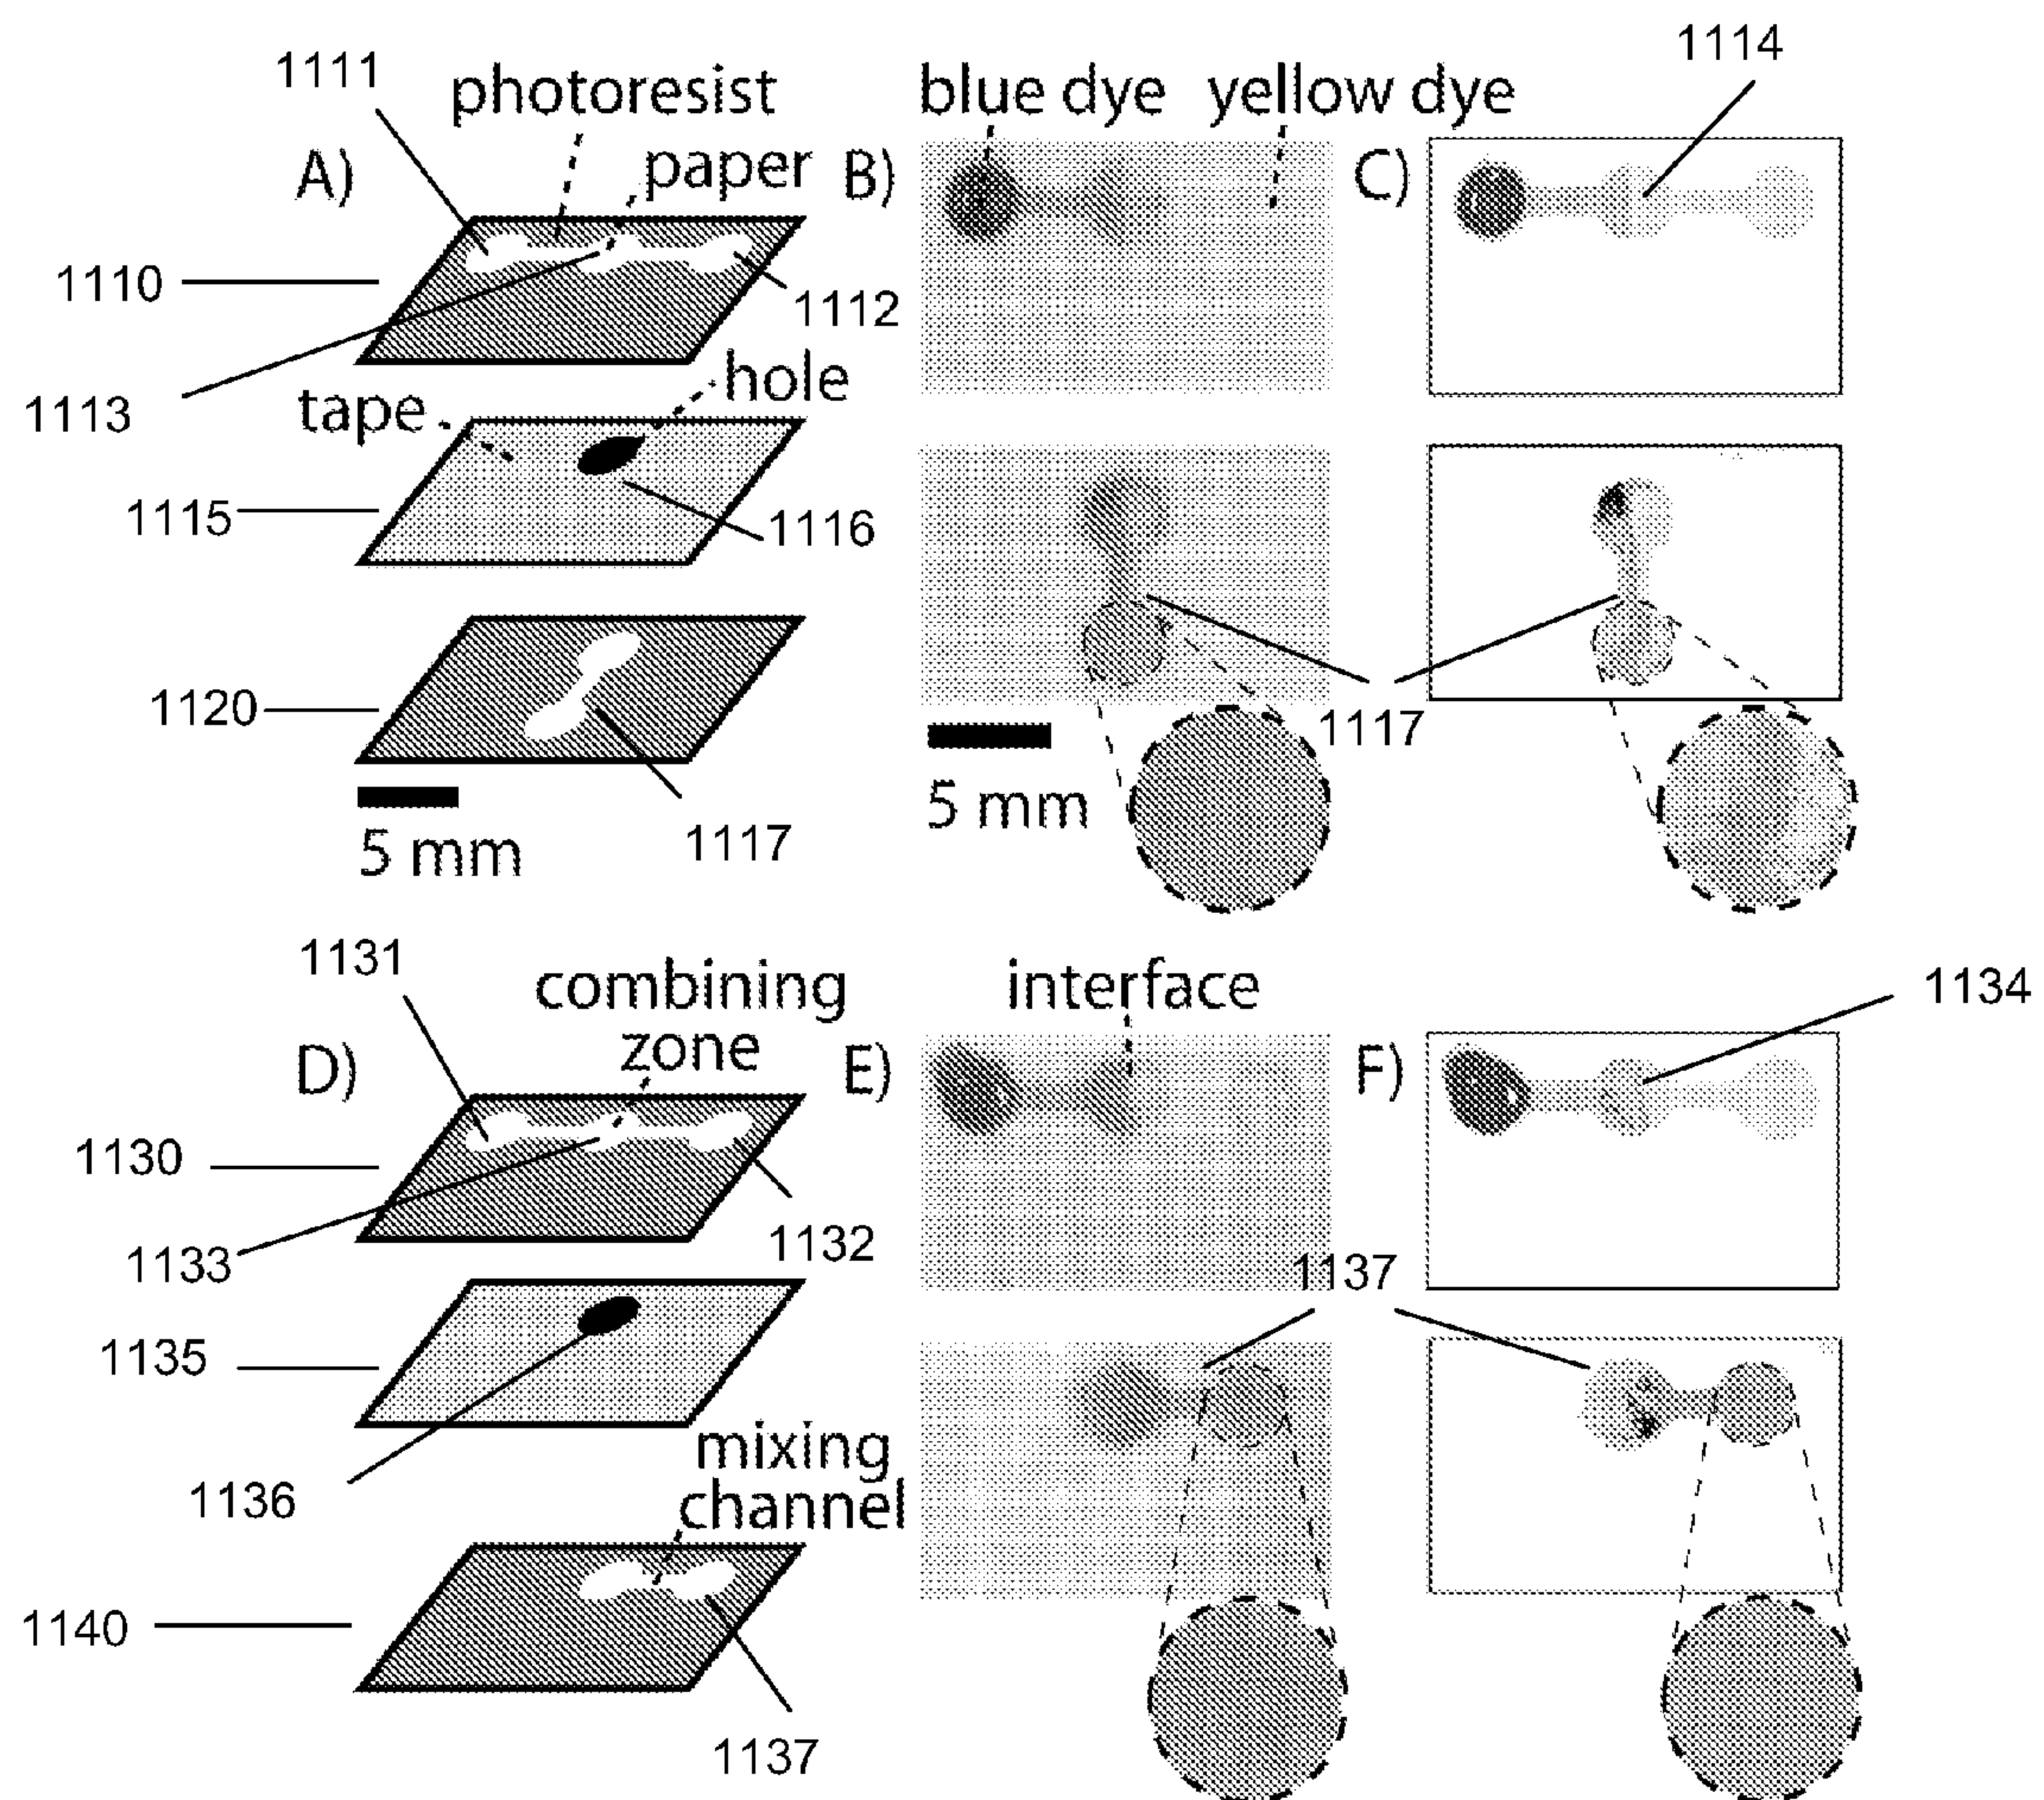 1111
photoresist
blue dye
yellow dye
1114
A)
paper
B)
C)
1110
1112
1113
tape
hole
1115
1116
1120
1117
1117
5 mm
5 mm
1131
combining
zone
interface
1134
D)
E)
F)
1130
1133
1132
1137
1135
1136
mixing
channel
1140
1137